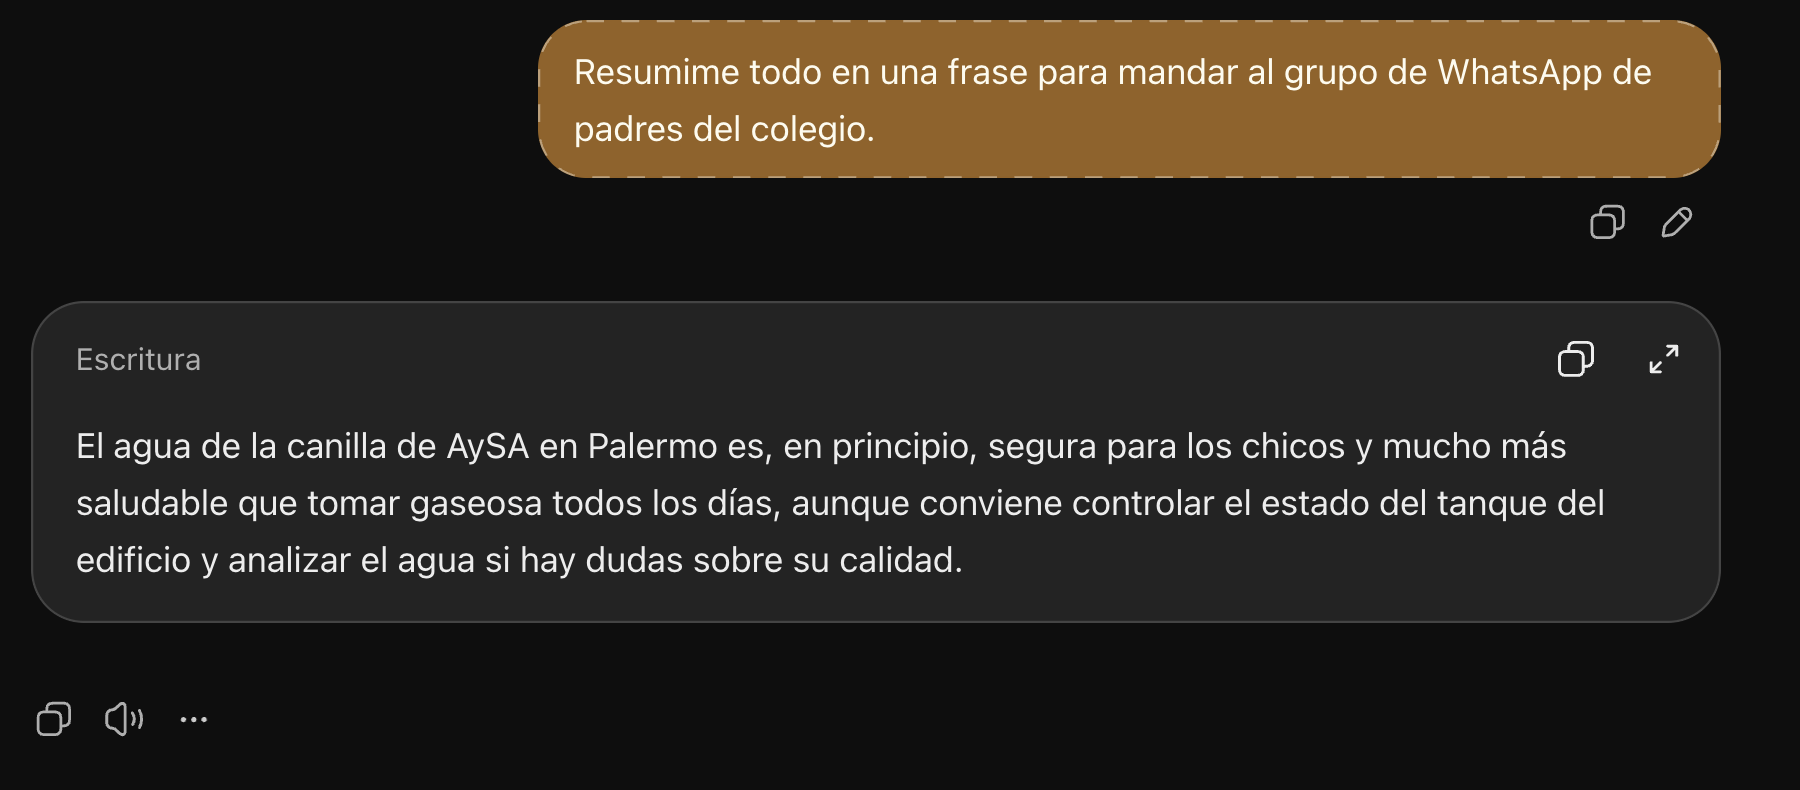 Resumime todo en una frase para mandar al grupo de WhatsApp de
padres del colegio.
Escritura
El agua de la canilla de AySA en Palermo es, en principio, segura para los chicos y mucho más
saludable que tomar gaseosa todos los días, aunque conviene controlar el estado del tanque del
edificio y analizar el agua si hay dudas sobre su calidad.